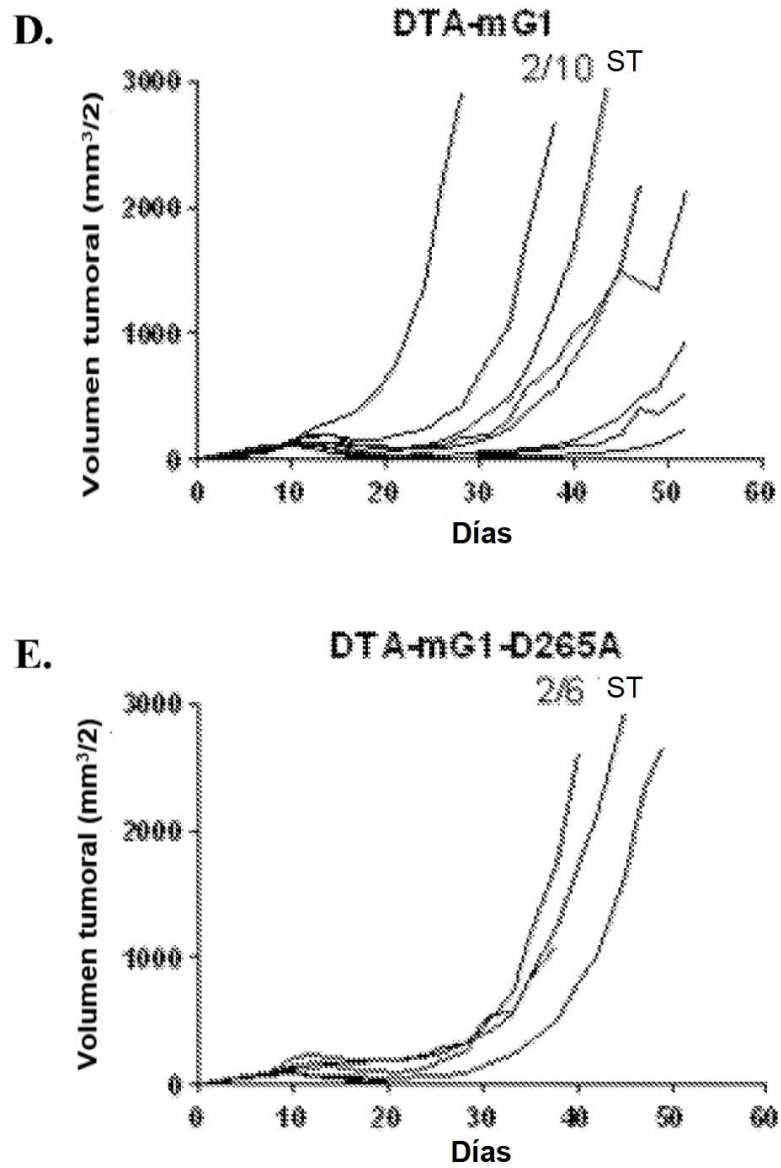 D.
DTA-mG1
2/10 ST
Volumen tumoral (mm³/2)
3000
2000
1000
0
0 10 20 30 40 50 60
Días
E.
DTA-mG1-D265A
2/6 ST
Volumen tumoral (mm³/2)
3000
2000
1000
0
0 10 20 30 40 50 60
Días